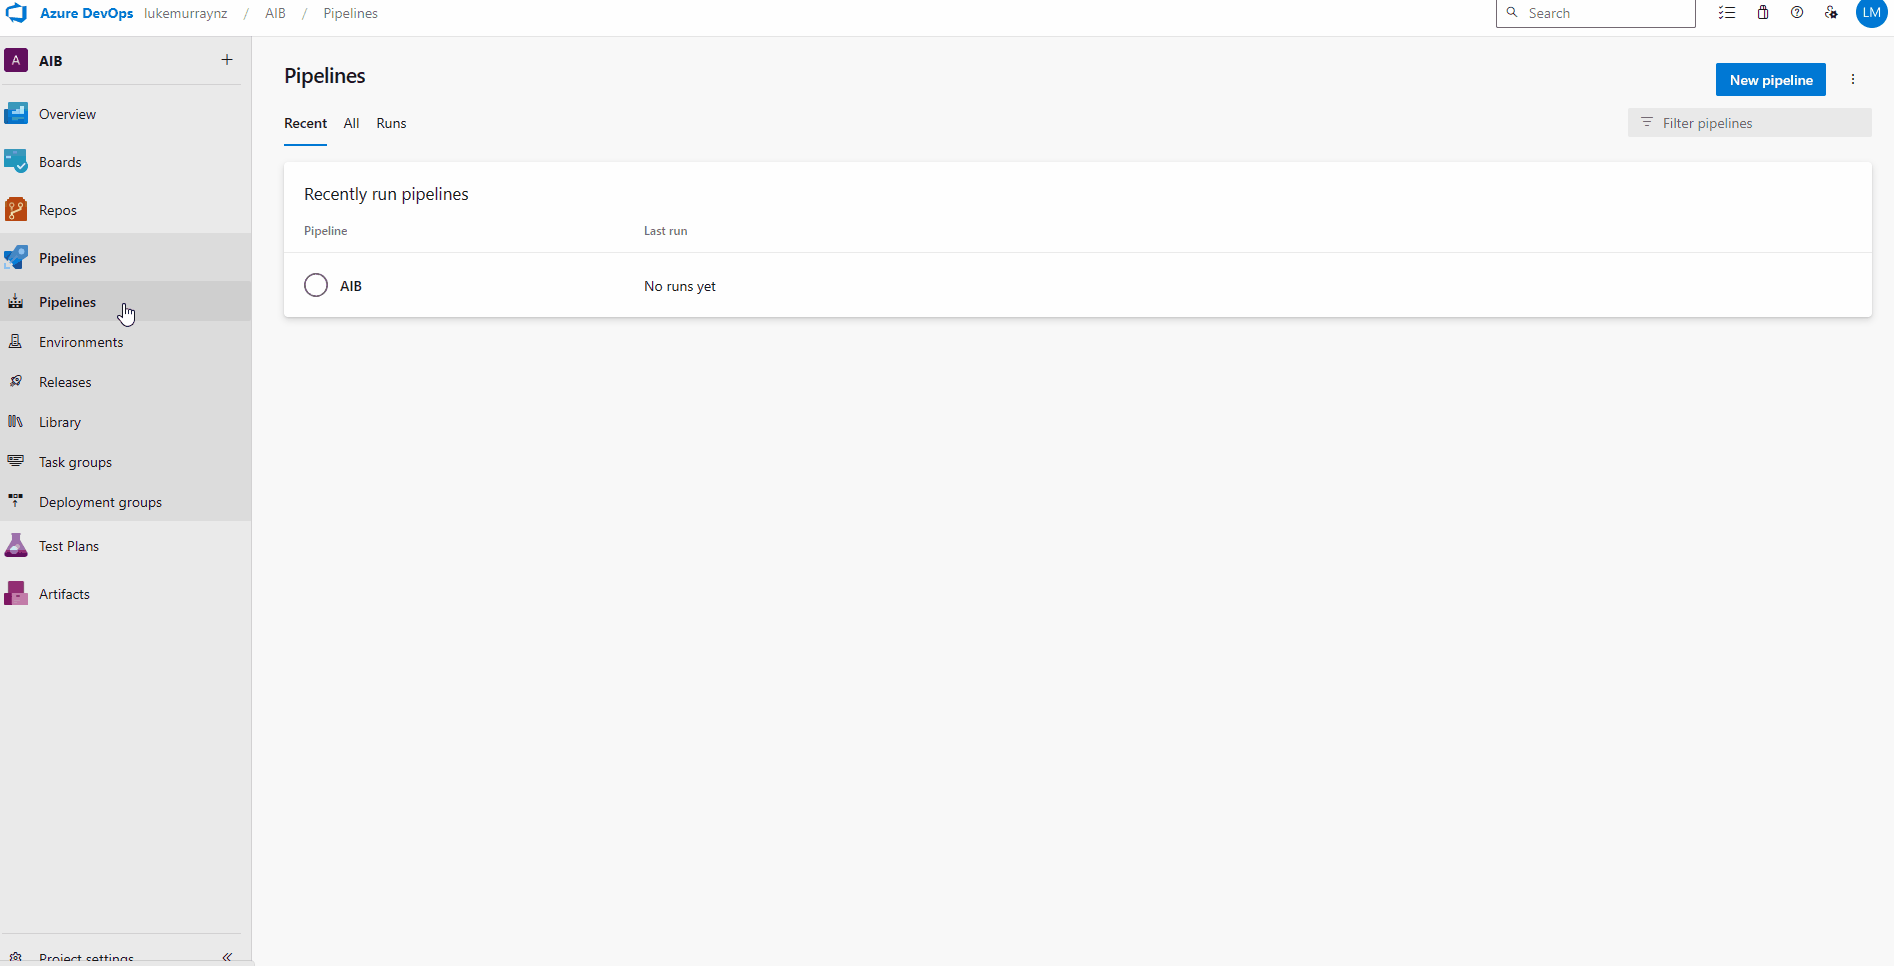 Azure DevOps lukemurraynz / AIB / Pipelines
Search
LM
A AIB +
Overview
Boards
Repos
Pipelines
Pipelines
Environments
Releases
Library
Task groups
Deployment groups
Test Plans
Artifacts
Project settings
Pipelines
New pipeline
Recent All Runs
Filter pipelines
Recently run pipelines
Pipeline Last run
AIB No runs yet